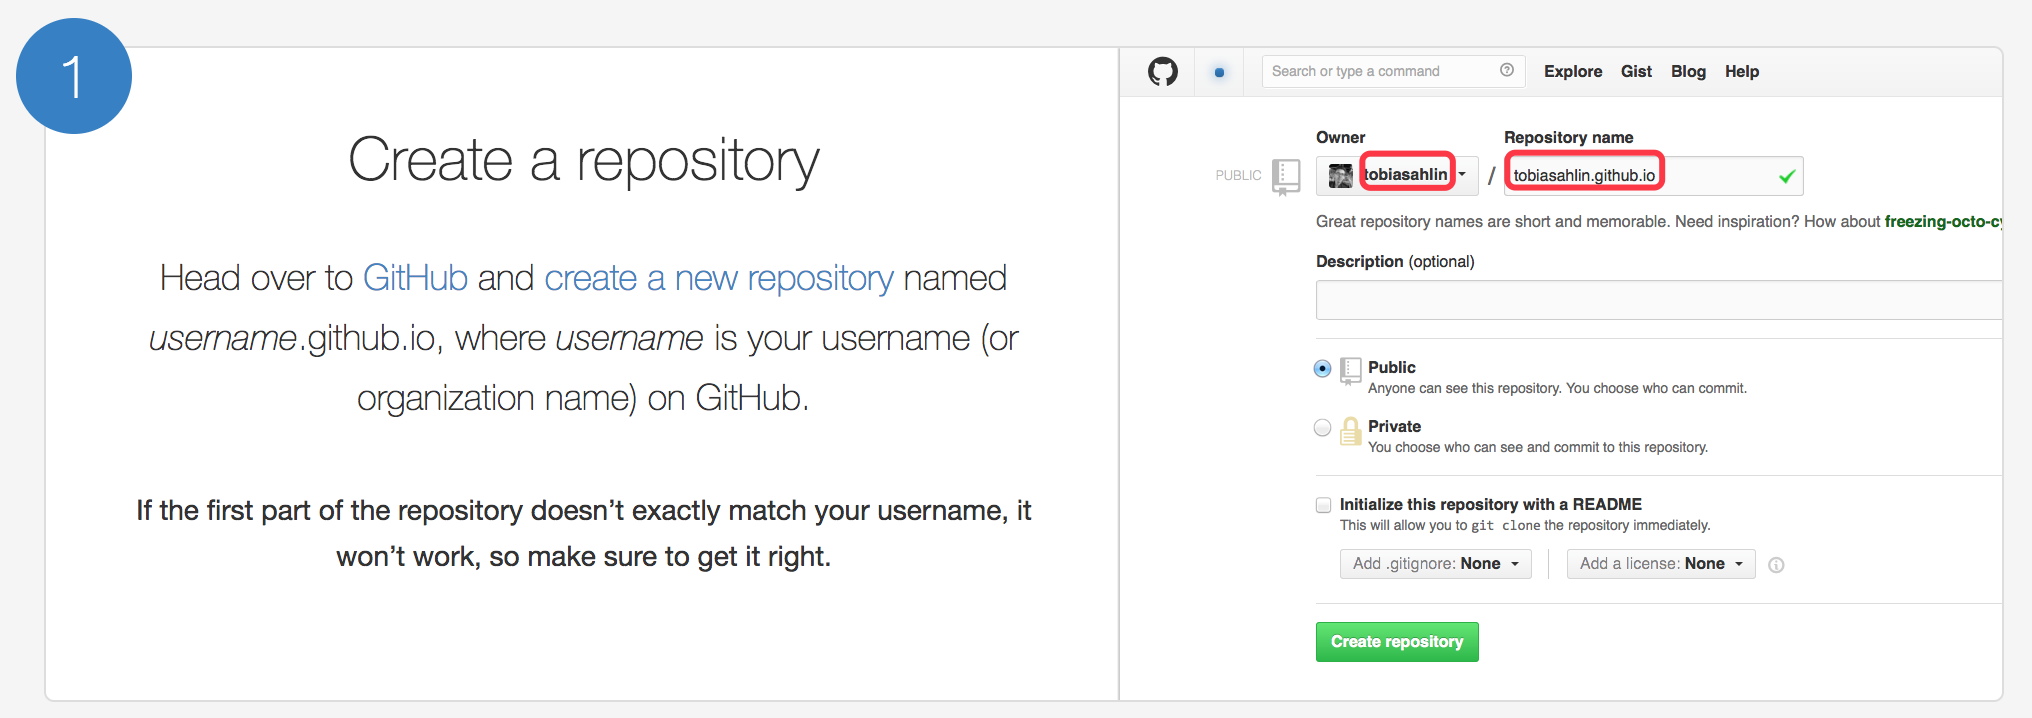 1
Create a repository
Head over to GitHub and create a new repository named
username.github.io, where username is your username (or
organization name) on GitHub.
If the first part of the repository doesn’t exactly match your username, it
won’t work, so make sure to get it right.
Search or type a command
Explore Gist Blog Help
Owner Repository name
PUBLIC tobiasahlin / tobiasahlin.github.io
Great repository names are short and memorable. Need inspiration? How about freezing-octo-cy
Description (optional)
Public
Anyone can see this repository. You choose who can commit.
Private
You choose who can see and commit to this repository.
Initialize this repository with a README
This will allow you to git clone the repository immediately.
Add .gitignore: None Add a license: None
Create repository